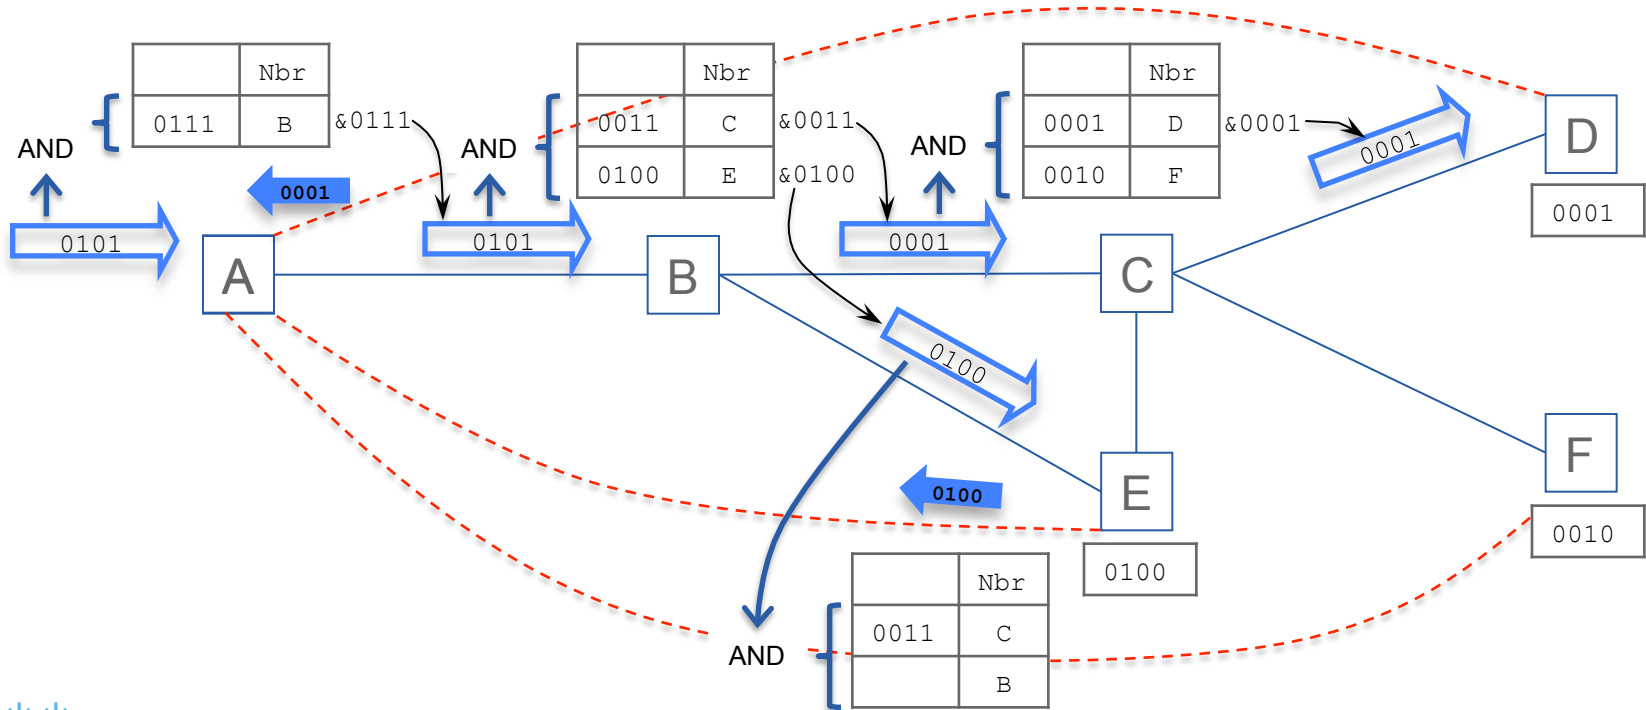 Nbr
0111 B &0111
AND
0001
0101
A
Nbr
0011 C &0011
0100 E &0100
AND
0101
B
Nbr
0001 D &0001
0010 F
AND
0001
C
0001
D
0001
0100
0100
E
0100
F
0010
Nbr
0011 C
B
AND